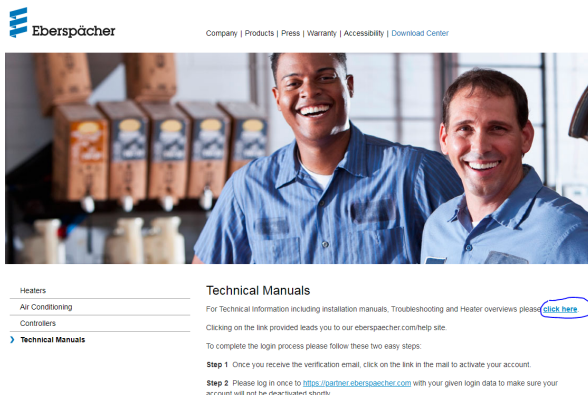 Eberspächer
Company | Products | Press | Warranty | Accessibility | Download Center
Heaters
Air Conditioning
Controllers
Technical Manuals
Technical Manuals
For Technical Information including installation manuals, Troubleshooting and Heater overviews please click here.
Clicking on the link provided leads you to our eberspaecher.com/help site.
To complete the login process please follow these two easy steps:
Step 1 Once you receive the verification email, click on the link in the mail to activate your account.
Step 2 Please log in once to https://partner.eberspaecher.com with your given login data to make sure your
account will not be deactivated shortly.